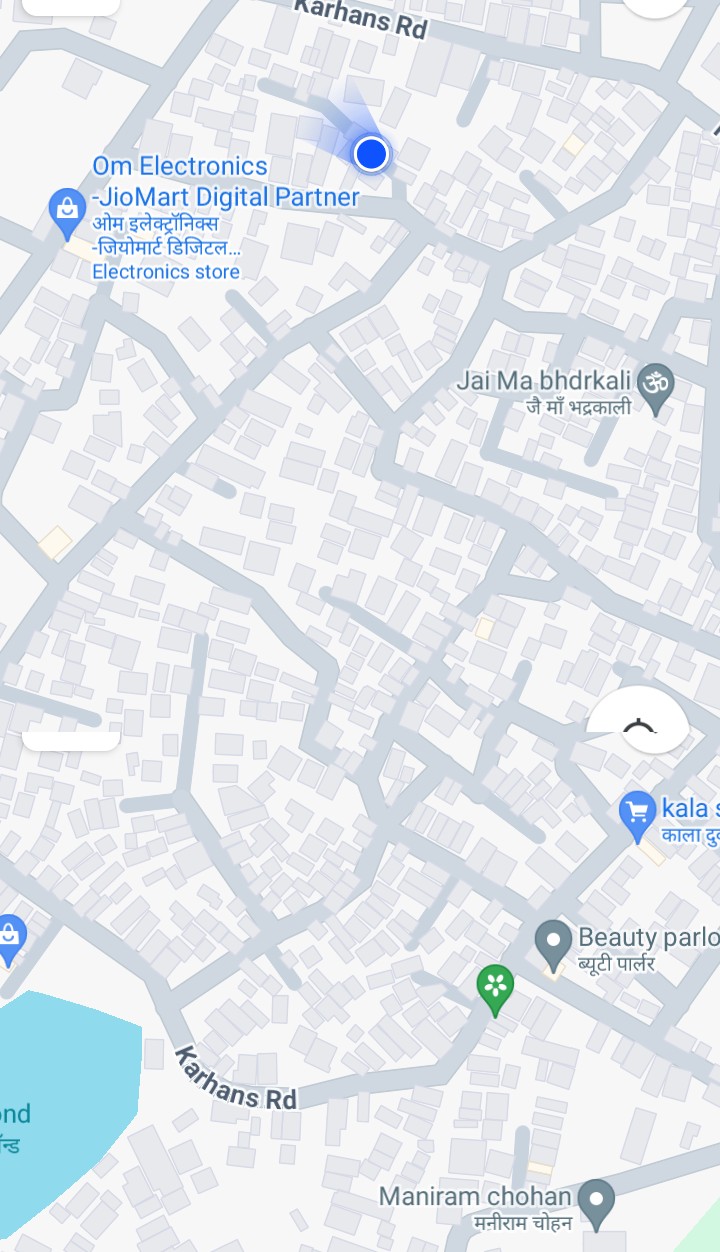 Karhans Rd
Om Electronics
-JioMart Digital Partner
ओम इलेक्ट्रॉनिक्स
-जियोमार्ट डिजिटल...
Electronics store
Jai Ma bhdrkali
जै माँ भद्रकाली
kala s
काला दु
Beauty parlo
ब्यूटी पार्लर
Karhans Rd
ond
न्ड
Maniram chohan
मनीराम चोहन